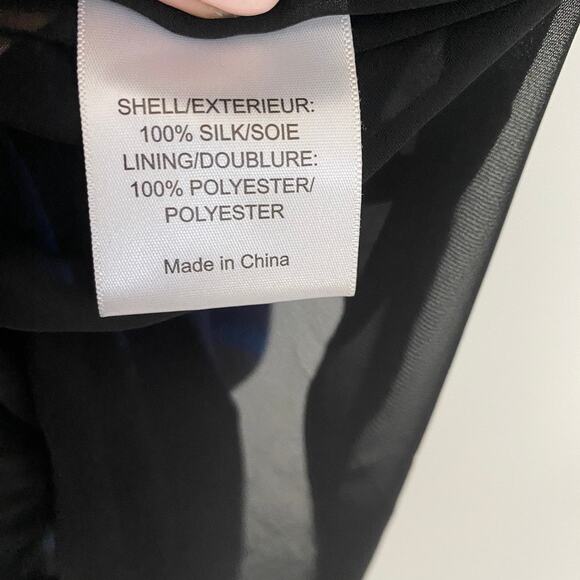 SHELL/EXTERIEUR:
100% SILK/SOIE
LINING/DOUBLURE:
100% POLYESTER/
POLYESTER
Made in China